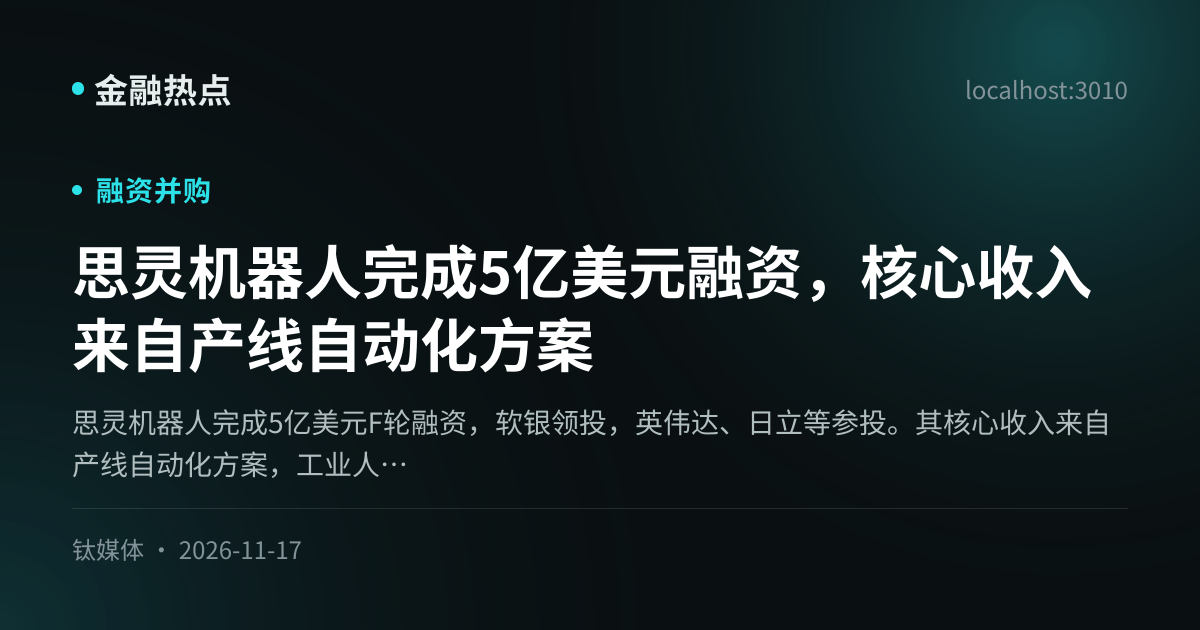 金融热点
localhost:3010
融资并购
思灵机器人完成5亿美元融资，核心收入
来自产线自动化方案
思灵机器人完成5亿美元F轮融资，软银领投，英伟达、日立等参投。其核心收入来自
产线自动化方案，工业人…
钛媒体 · 2026-11-17